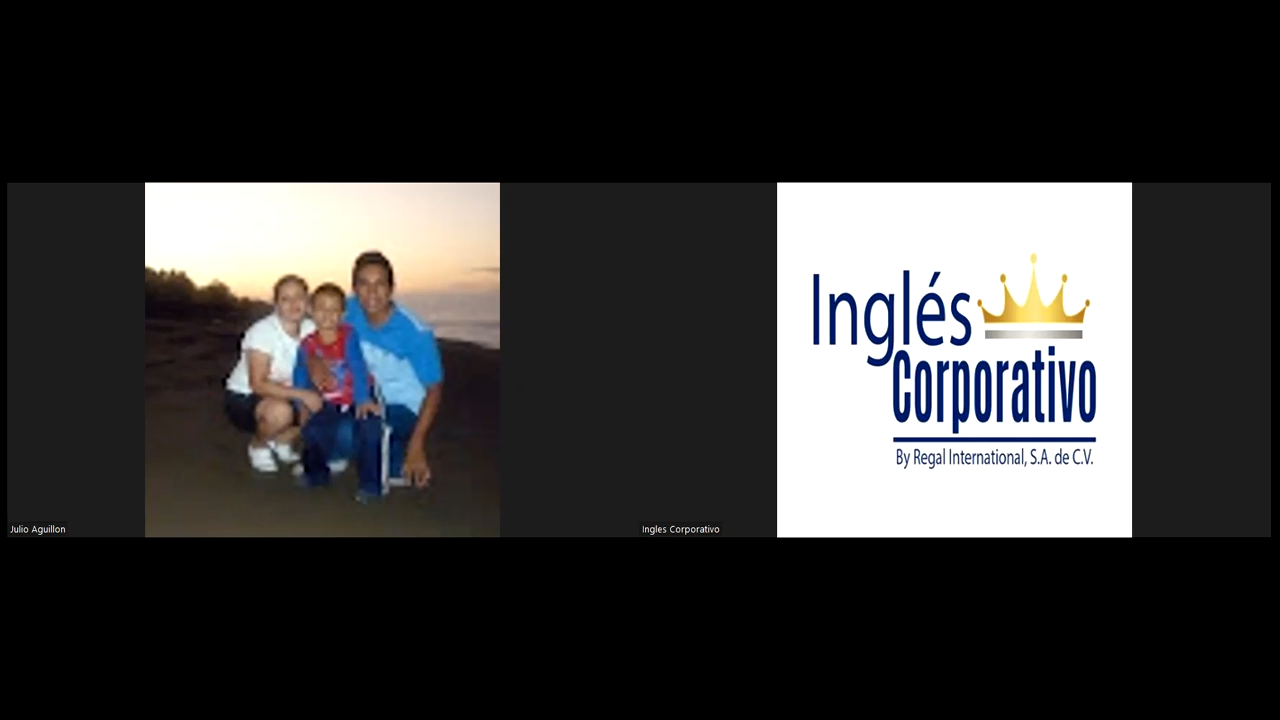 Inglés
Corporativo
By Regal International, S.A. de C.V.
Julio Aguillon
Ingles Corporativo